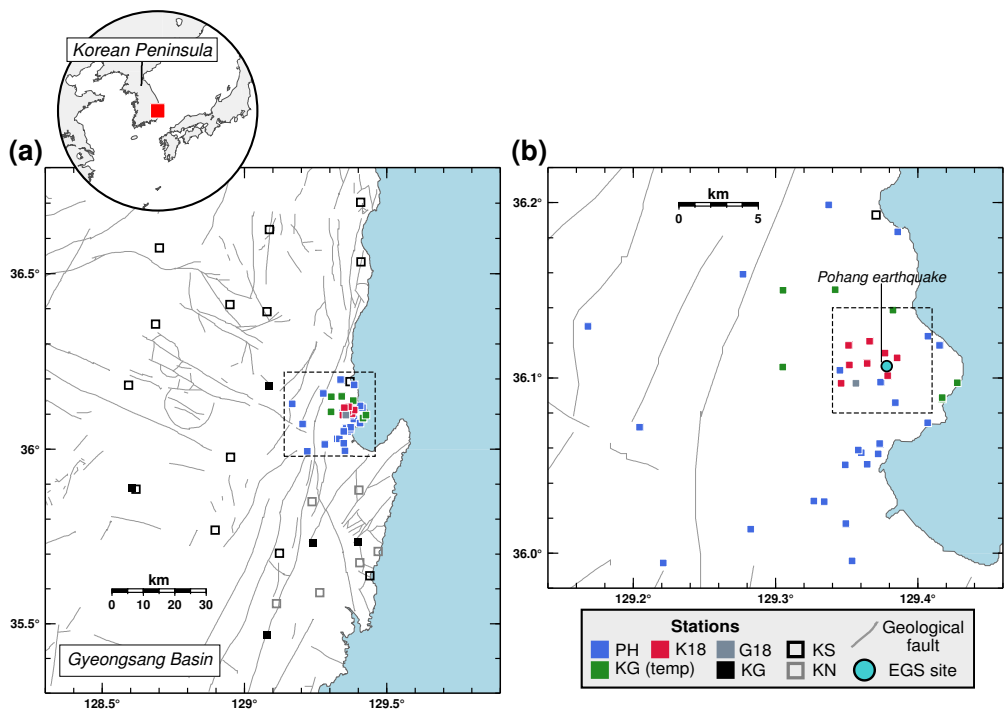 Korean Peninsula
(a)
(b)
km
0 10 20 30
Gyeongsang Basin
36.5°
36°
35.5°
128.5°
129°
129.5°
km
0 5
Pohang earthquake
36.2°
36.1°
36.0°
129.2°
129.3°
129.4°
Stations
PH K18 G18 KS
KG (temp) KG KN
Geological
fault
EGS site